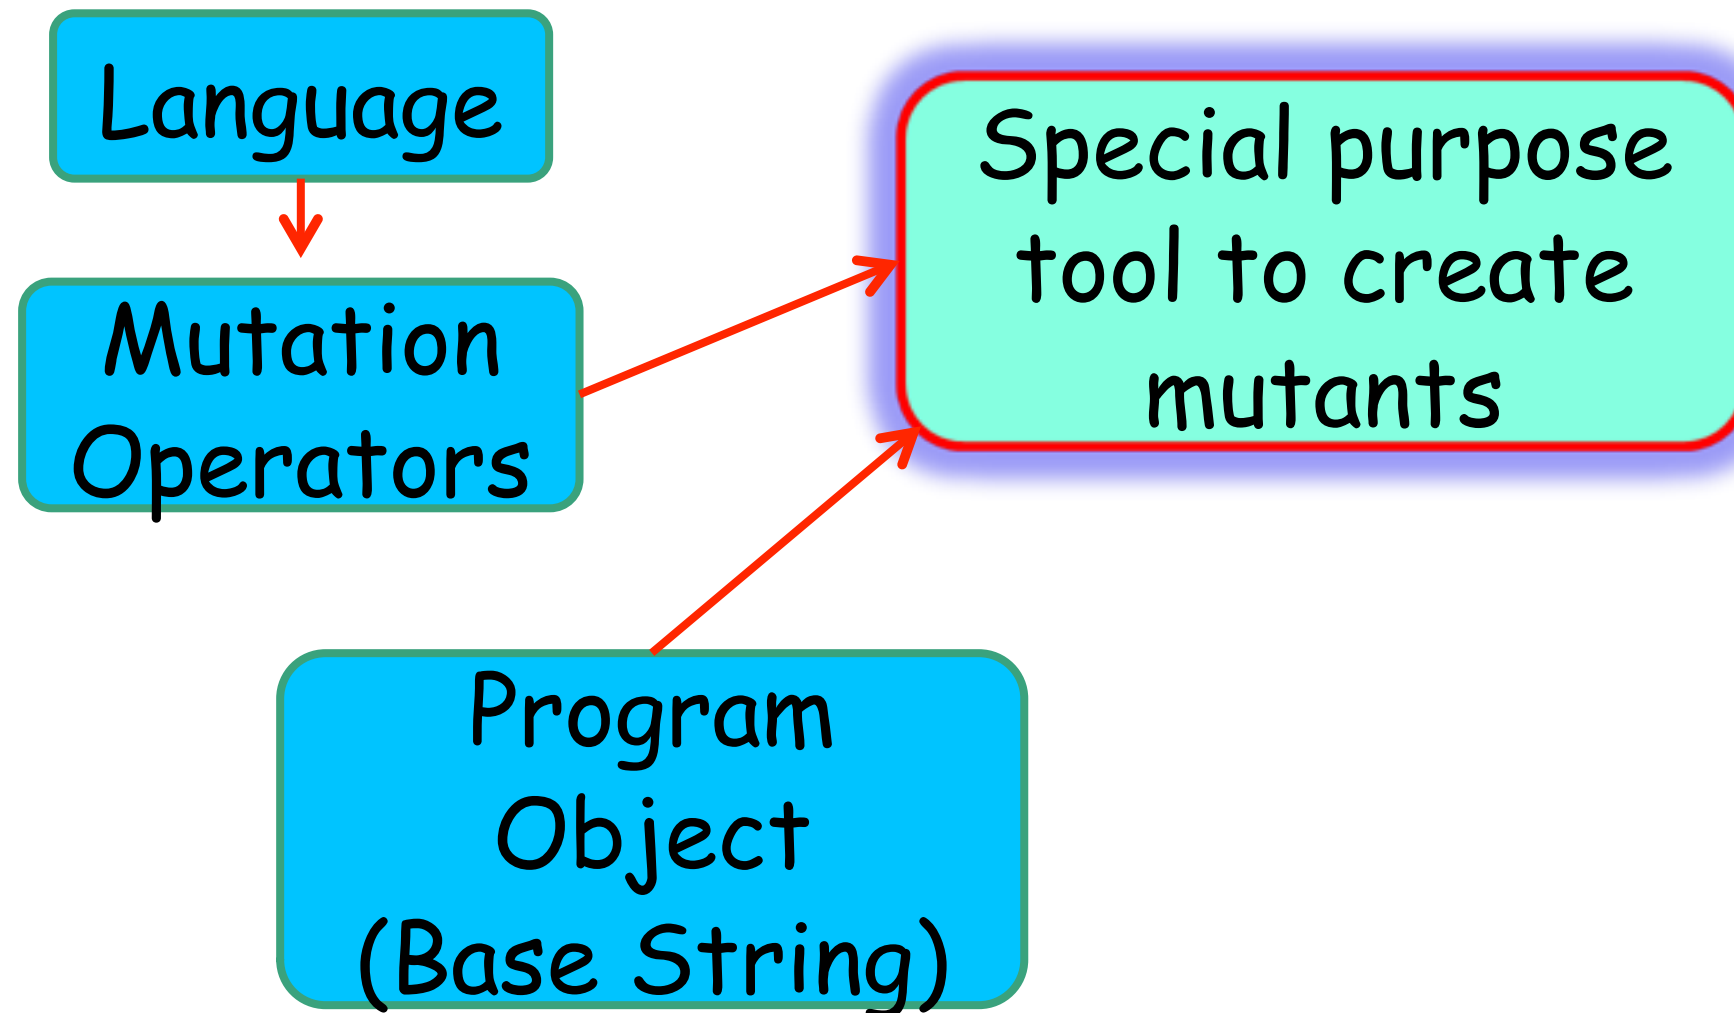 Language
Mutation
Operators
Special purpose
tool to create
mutants
Program
Object
(Base String)